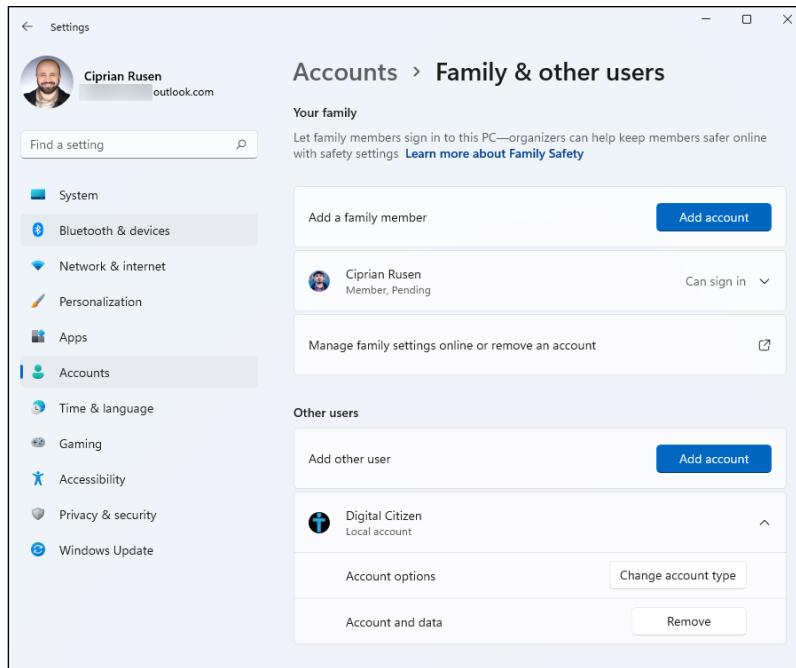 Settings
Ciprian Rusen
outlook.com
Find a setting
System
Bluetooth & devices
Network & internet
Personalization
Apps
Accounts
Time & language
Gaming
Accessibility
Privacy & security
Windows Update
Accounts > Family & other users
Your family
Let family members sign in to this PC—organizers can help keep members safer online
with safety settings Learn more about Family Safety
Add a family member Add account
Ciprian Rusen
Member, Pending
Can sign in
Manage family settings online or remove an account
Other users
Add other user Add account
Digital Citizen
Local account
Account options Change account type
Account and data Remove